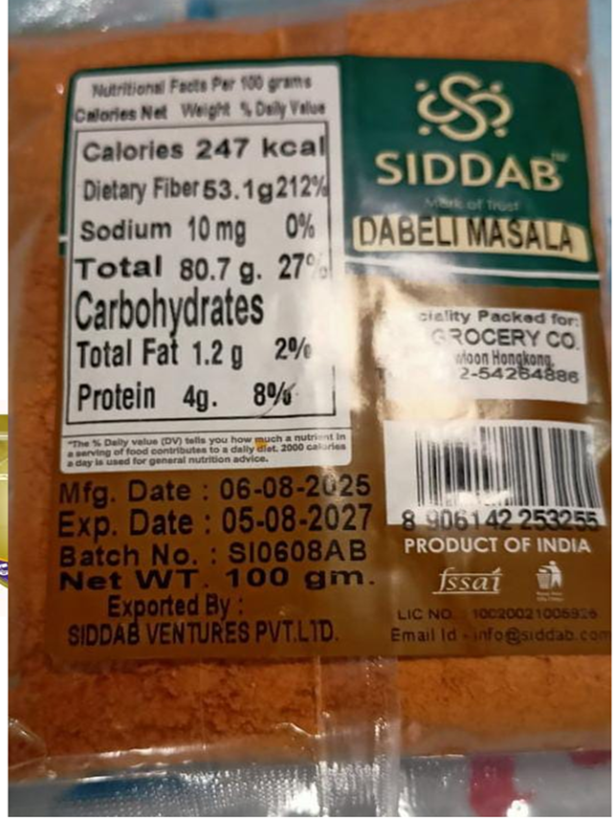 Nutritional Facts Per 100 grams
Calories Net Weight % Daily Value
Calories 247 kcal
Dietary Fiber 53.1g 212%
Sodium 10 mg 0%
Total 80.7 g. 27%
Carbohydrates
Total Fat 1.2 g 2%
Protein 4g. 8%
"The % Daily value (DV) tells you how much a nutrient in
a serving of food contributes to a daily diet. 2000 calories
a day is used for general nutrition advice.
Mfg. Date : 06-08-2025
Exp. Date : 05-08-2027
Batch No. : SI0608AB
Net WT. 100 gm.
Exported By :
SIDDAB VENTURES PVT.LTD.
SIDDAB
TM
Mark of Trust
DABELI MASALA
ciality Packed for:
GROCERY CO.
Hongkong.
2-54264886
8 906142 253255
PRODUCT OF INDIA
fssai
LIC NO.
Email Id - info@siddab.com